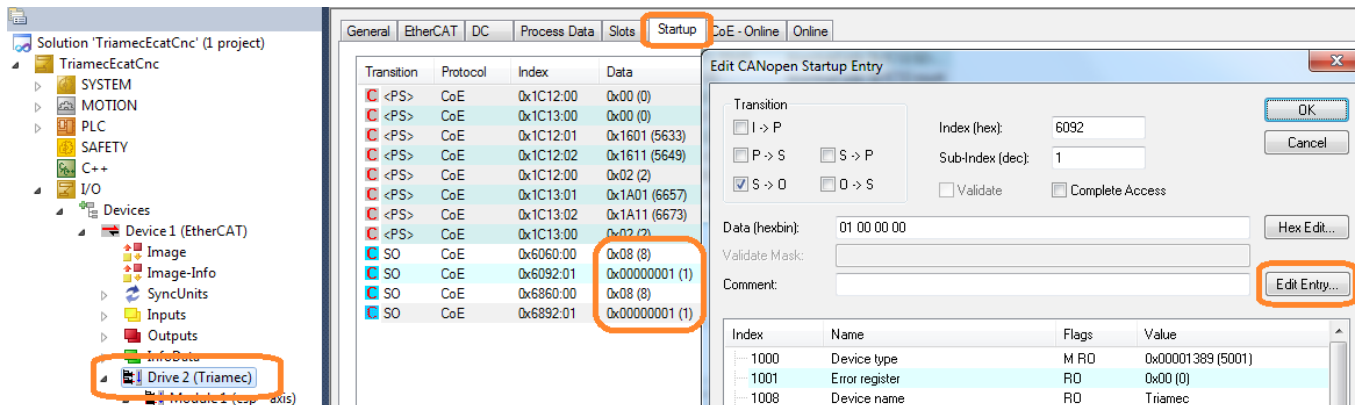 Solution 'TriamecEcatCnc' (1 project)
TriamecEcatCnc
SYSTEM
MOTION
PLC
SAFETY
C++
I/O
Devices
Device 1 (EtherCAT)
Image
Image-Info
SyncUnits
Inputs
Outputs
InfoData
Drive 2 (Triamec)
Module 1 (csp - axis)
General EtherCAT DC Process Data Slots Startup CoE - Online Online
Transition Protocol Index Data
C <PS> CoE 0x1C12:00 0x00 (0)
C <PS> CoE 0x1C13:00 0x00 (0)
C <PS> CoE 0x1C12:01 0x1601 (5633)
C <PS> CoE 0x1C12:02 0x1611 (5649)
C <PS> CoE 0x1C12:00 0x02 (2)
C <PS> CoE 0x1C13:01 0x1A01 (6657)
C <PS> CoE 0x1C13:02 0x1A11 (6673)
C <PS> CoE 0x1C13:00 0x02 (2)
C SO CoE 0x6060:00 0x08 (8)
C SO CoE 0x6092:01 0x00000001 (1)
C SO CoE 0x6860:00 0x08 (8)
C SO CoE 0x6892:01 0x00000001 (1)
Edit CANopen Startup Entry
Transition
I -> P
P -> S S -> P
S -> O O -> S
Index (hex): 6092
Sub-Index (dec): 1
Validate Complete Access
OK
Cancel
Data (hexbin): 01 00 00 00
Hex Edit...
Validate Mask:
Comment:
Edit Entry...
Index Name Flags Value
1000 Device type M RO 0x00001389 (5001)
1001 Error register RO 0x00 (0)
1008 Device name RO Triamec